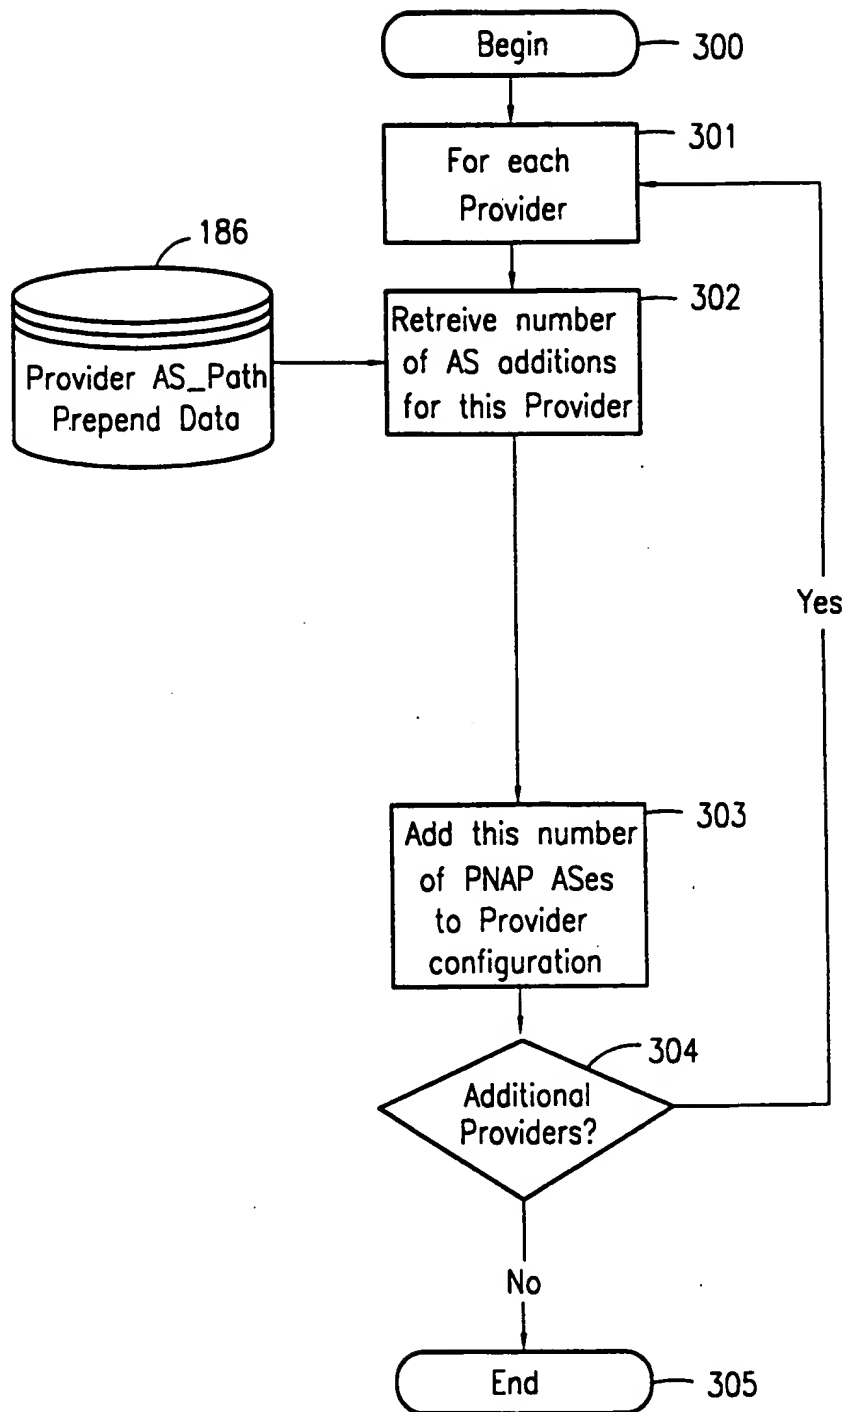 Begin
300
301
For each
Provider
186
302
Retreive number
of AS additions
for this Provider
Provider AS_Path
Prepend Data
Yes
303
Add this number
of PNAP ASes
to Provider
configuration
304
Additional
Providers?
No
End
305